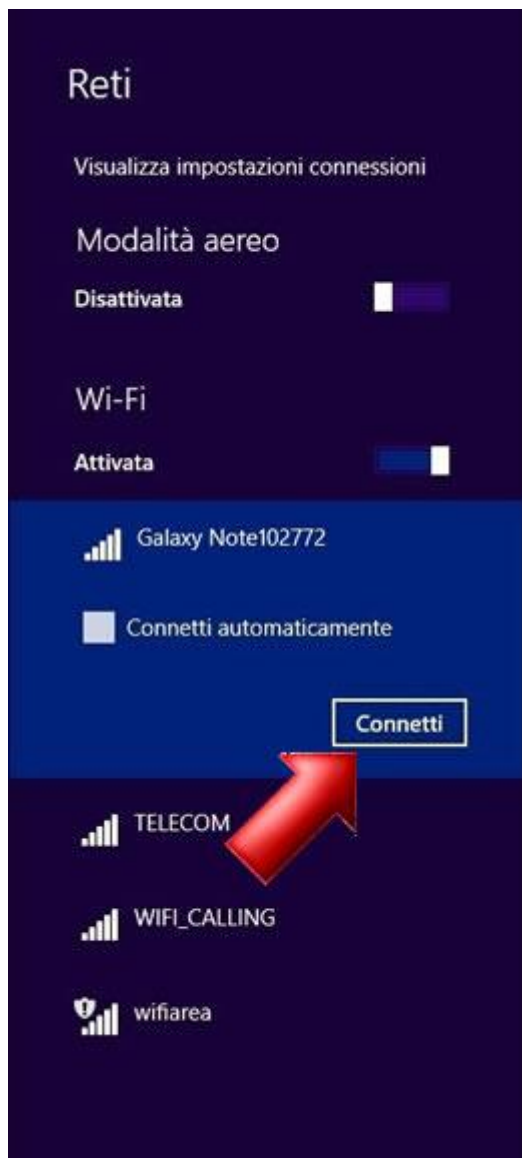 Reti
Visualizza impostazioni connessioni
Modalità aereo
Disattivata
Wi-Fi
Attivata
Galaxy Note102772
Connetti automaticamente
Connetti
TELECOM
WIFI_CALLING
wifiarea